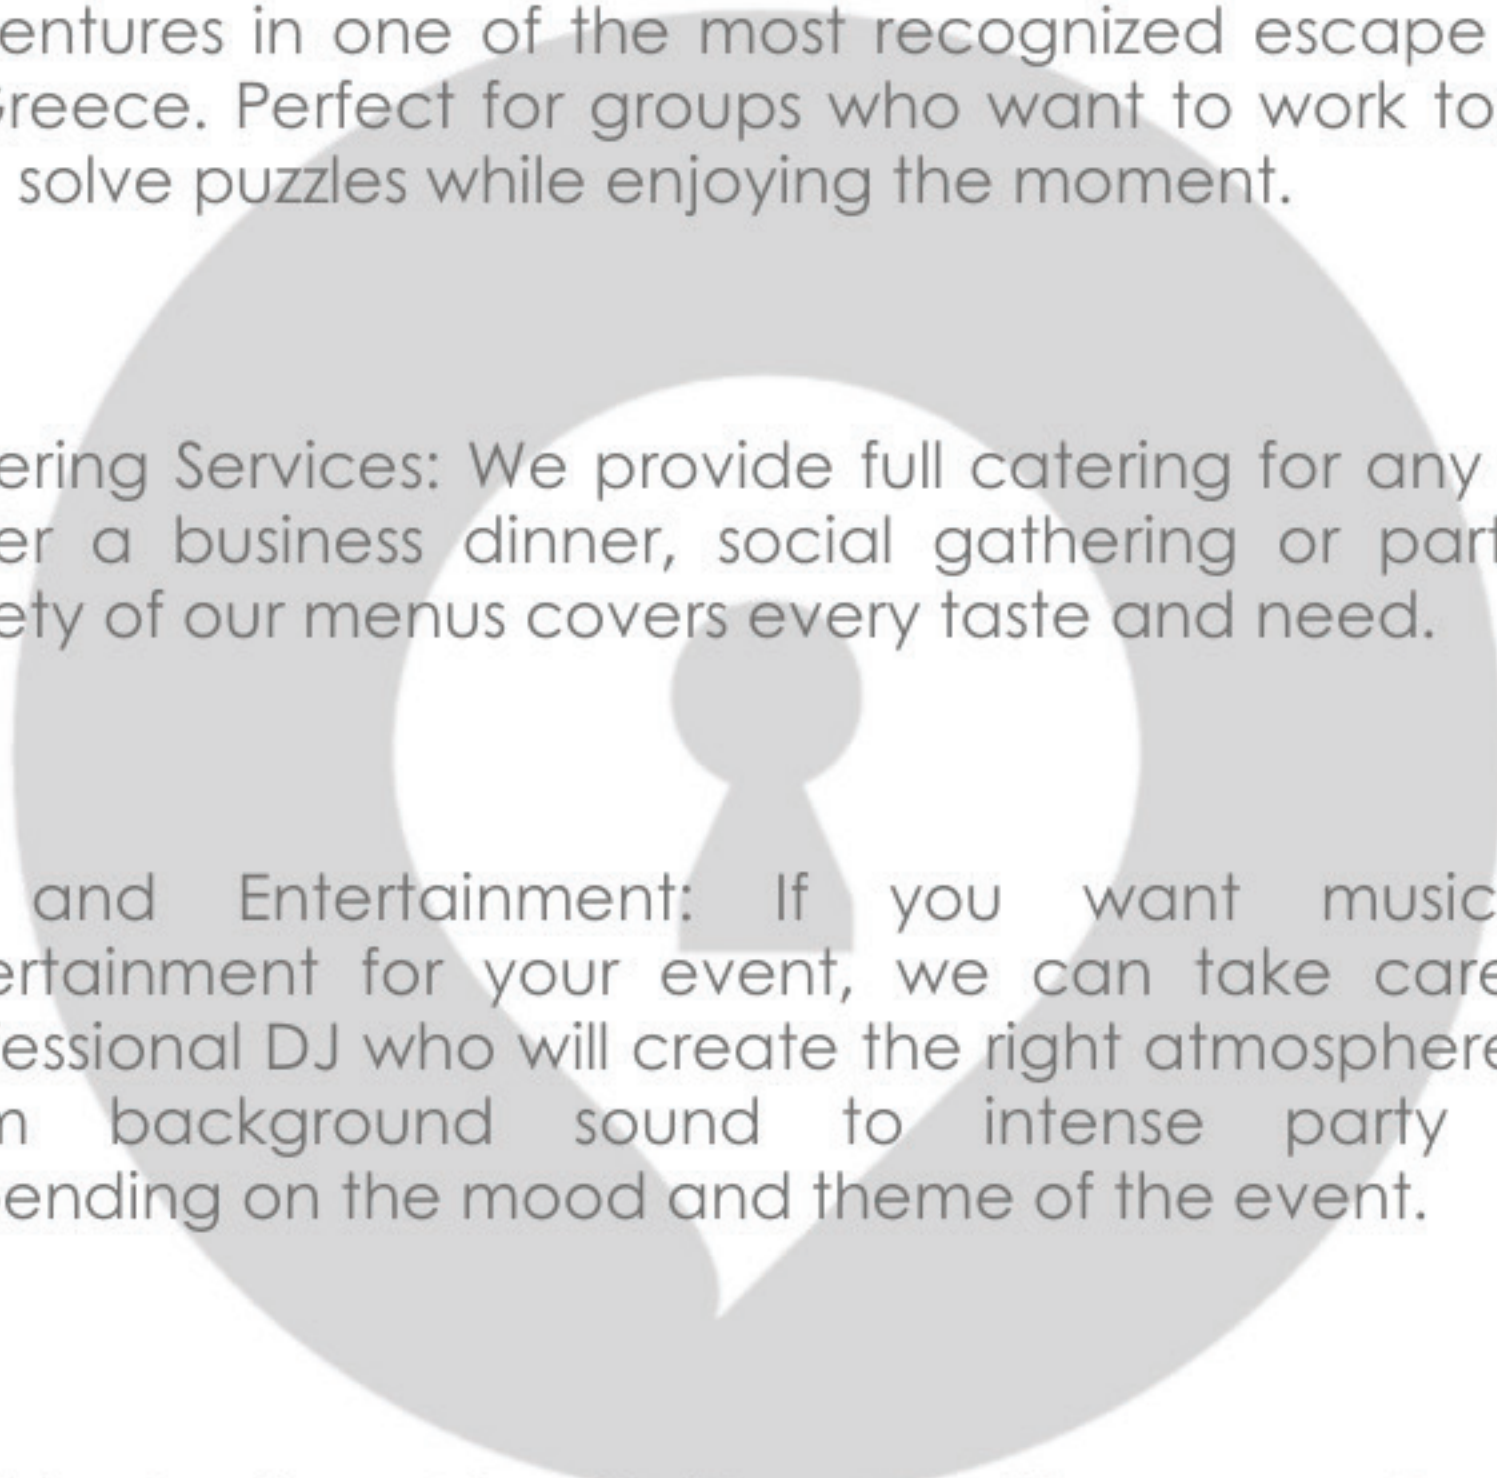 entures in one of the most recognized escape
Greece. Perfect for groups who want to work to
solve puzzles while enjoying the moment.
ering Services: We provide full catering for any
er a business dinner, social gathering or part
ety of our menus covers every taste and need.
and Entertainment: If you want music
ertainment for your event, we can take care
essional DJ who will create the right atmosphere
m background sound to intense party
ending on the mood and theme of the event.